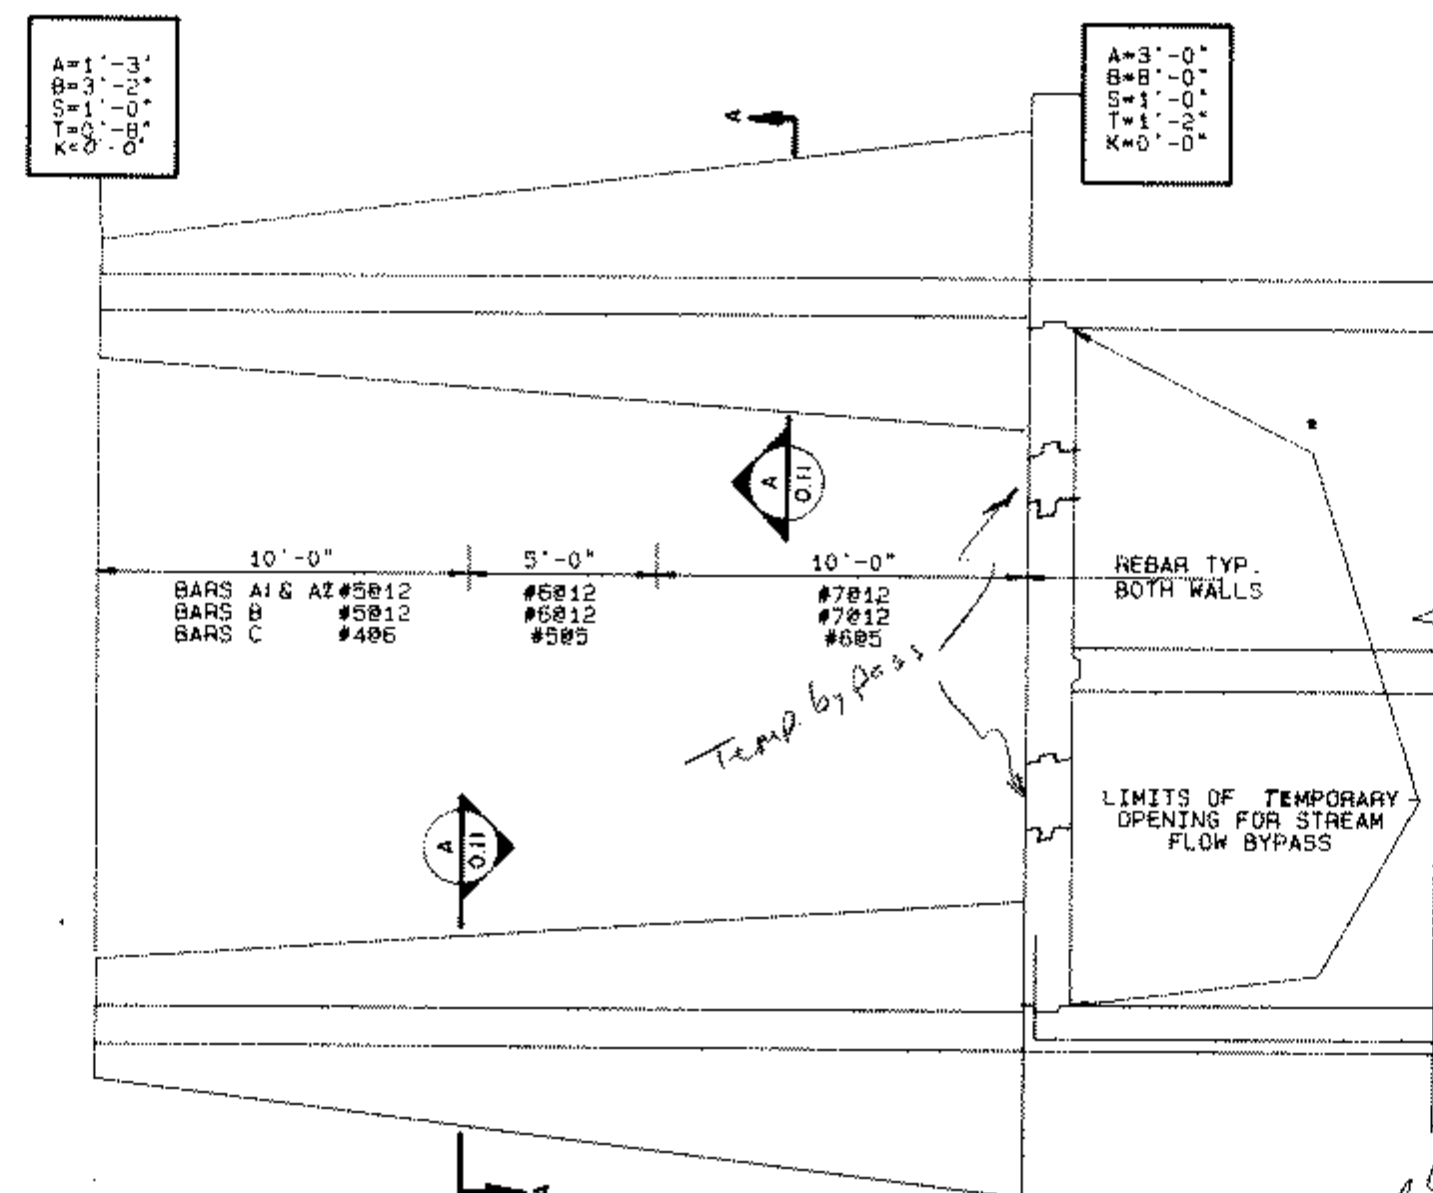 A=1'-3"
B=3'-2"
S=1'-0"
T=0'-8"
K=0'-0"
A=3'-0"
B=8'-0"
S=1'-0"
T=1'-2"
K=0'-0"
A
A
0.11
10'-0"
5'-0"
10'-0"
BARS A1 & A2 #5@12
#6@12
#7@12
BARS B #5@12
#6@12
#7@12
BARS C #4@6
#5@5
#6@5
REBAR TYP.
BOTH WALLS
Temp. bypass
LIMITS OF TEMPORARY
OPENING FOR STREAM
FLOW BYPASS
A
0.11
A